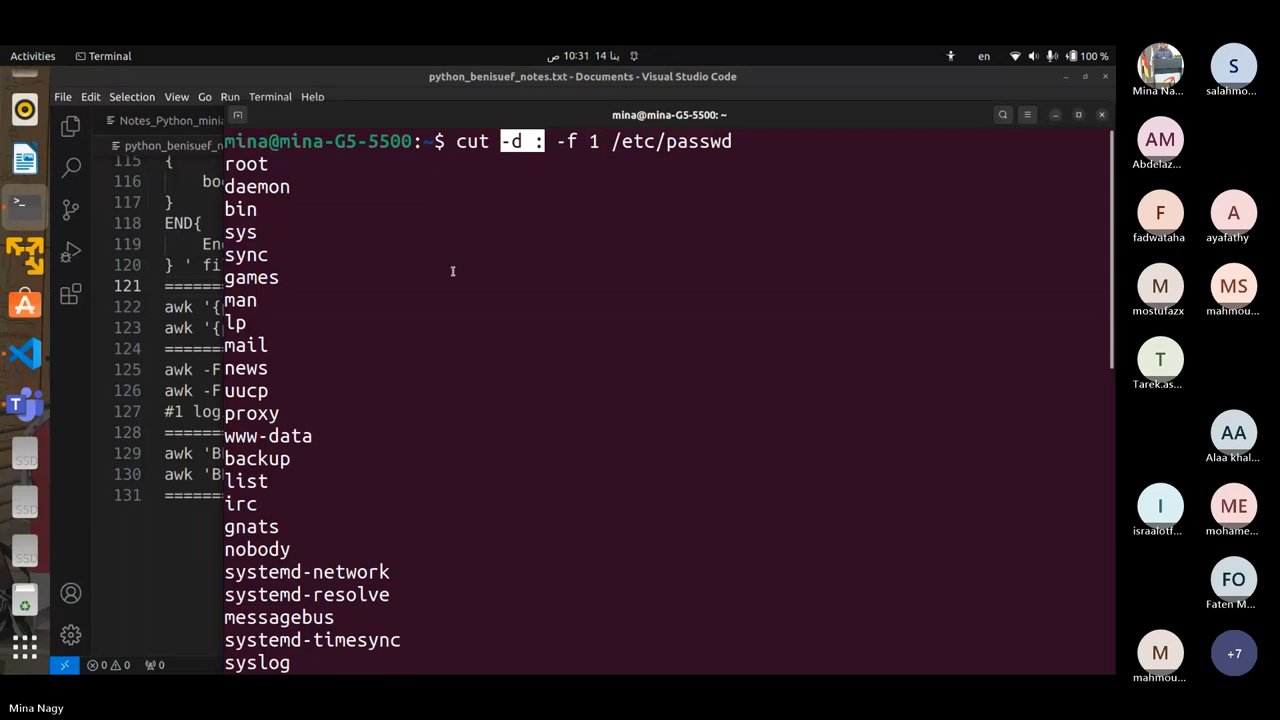 Activities
Terminal
10:31 ص
14 ينا
en
100 %
python_benisuef_notes.txt - Documents - Visual Studio Code
File Edit Selection View Go Run Terminal Help
Notes_Python_minia
mina@mina-G5-5500: ~
python_benisuef_n
mina@mina-G5-5500:~$ cut -d : -f 1 /etc/passwd
root
daemon
bin
sys
sync
games
man
lp
mail
news
uucp
proxy
www-data
backup
list
irc
gnats
nobody
systemd-network
systemd-resolve
messagebus
systemd-timesync
syslog
115 {
116 boo
117 }
118 END{
119 En
120 } ' fi
121 =====
122 awk '{
123 awk '{
124 =====
125 awk -F
126 awk -F
127 #1 log
128 =====
129 awk 'B
130 awk 'B
131 =====
0 0 0
SSD
SSD
SSD
Mina Na...
S
salahmo...
AM
Abdelaz...
F
fadwataha
A
ayafathy
M
mostufazx
MS
mahmou...
T
Tarek.as...
AA
Alaa khal...
I
israalotf...
ME
mohame...
FO
Faten M...
M
mahmou...
+7
Mina Nagy